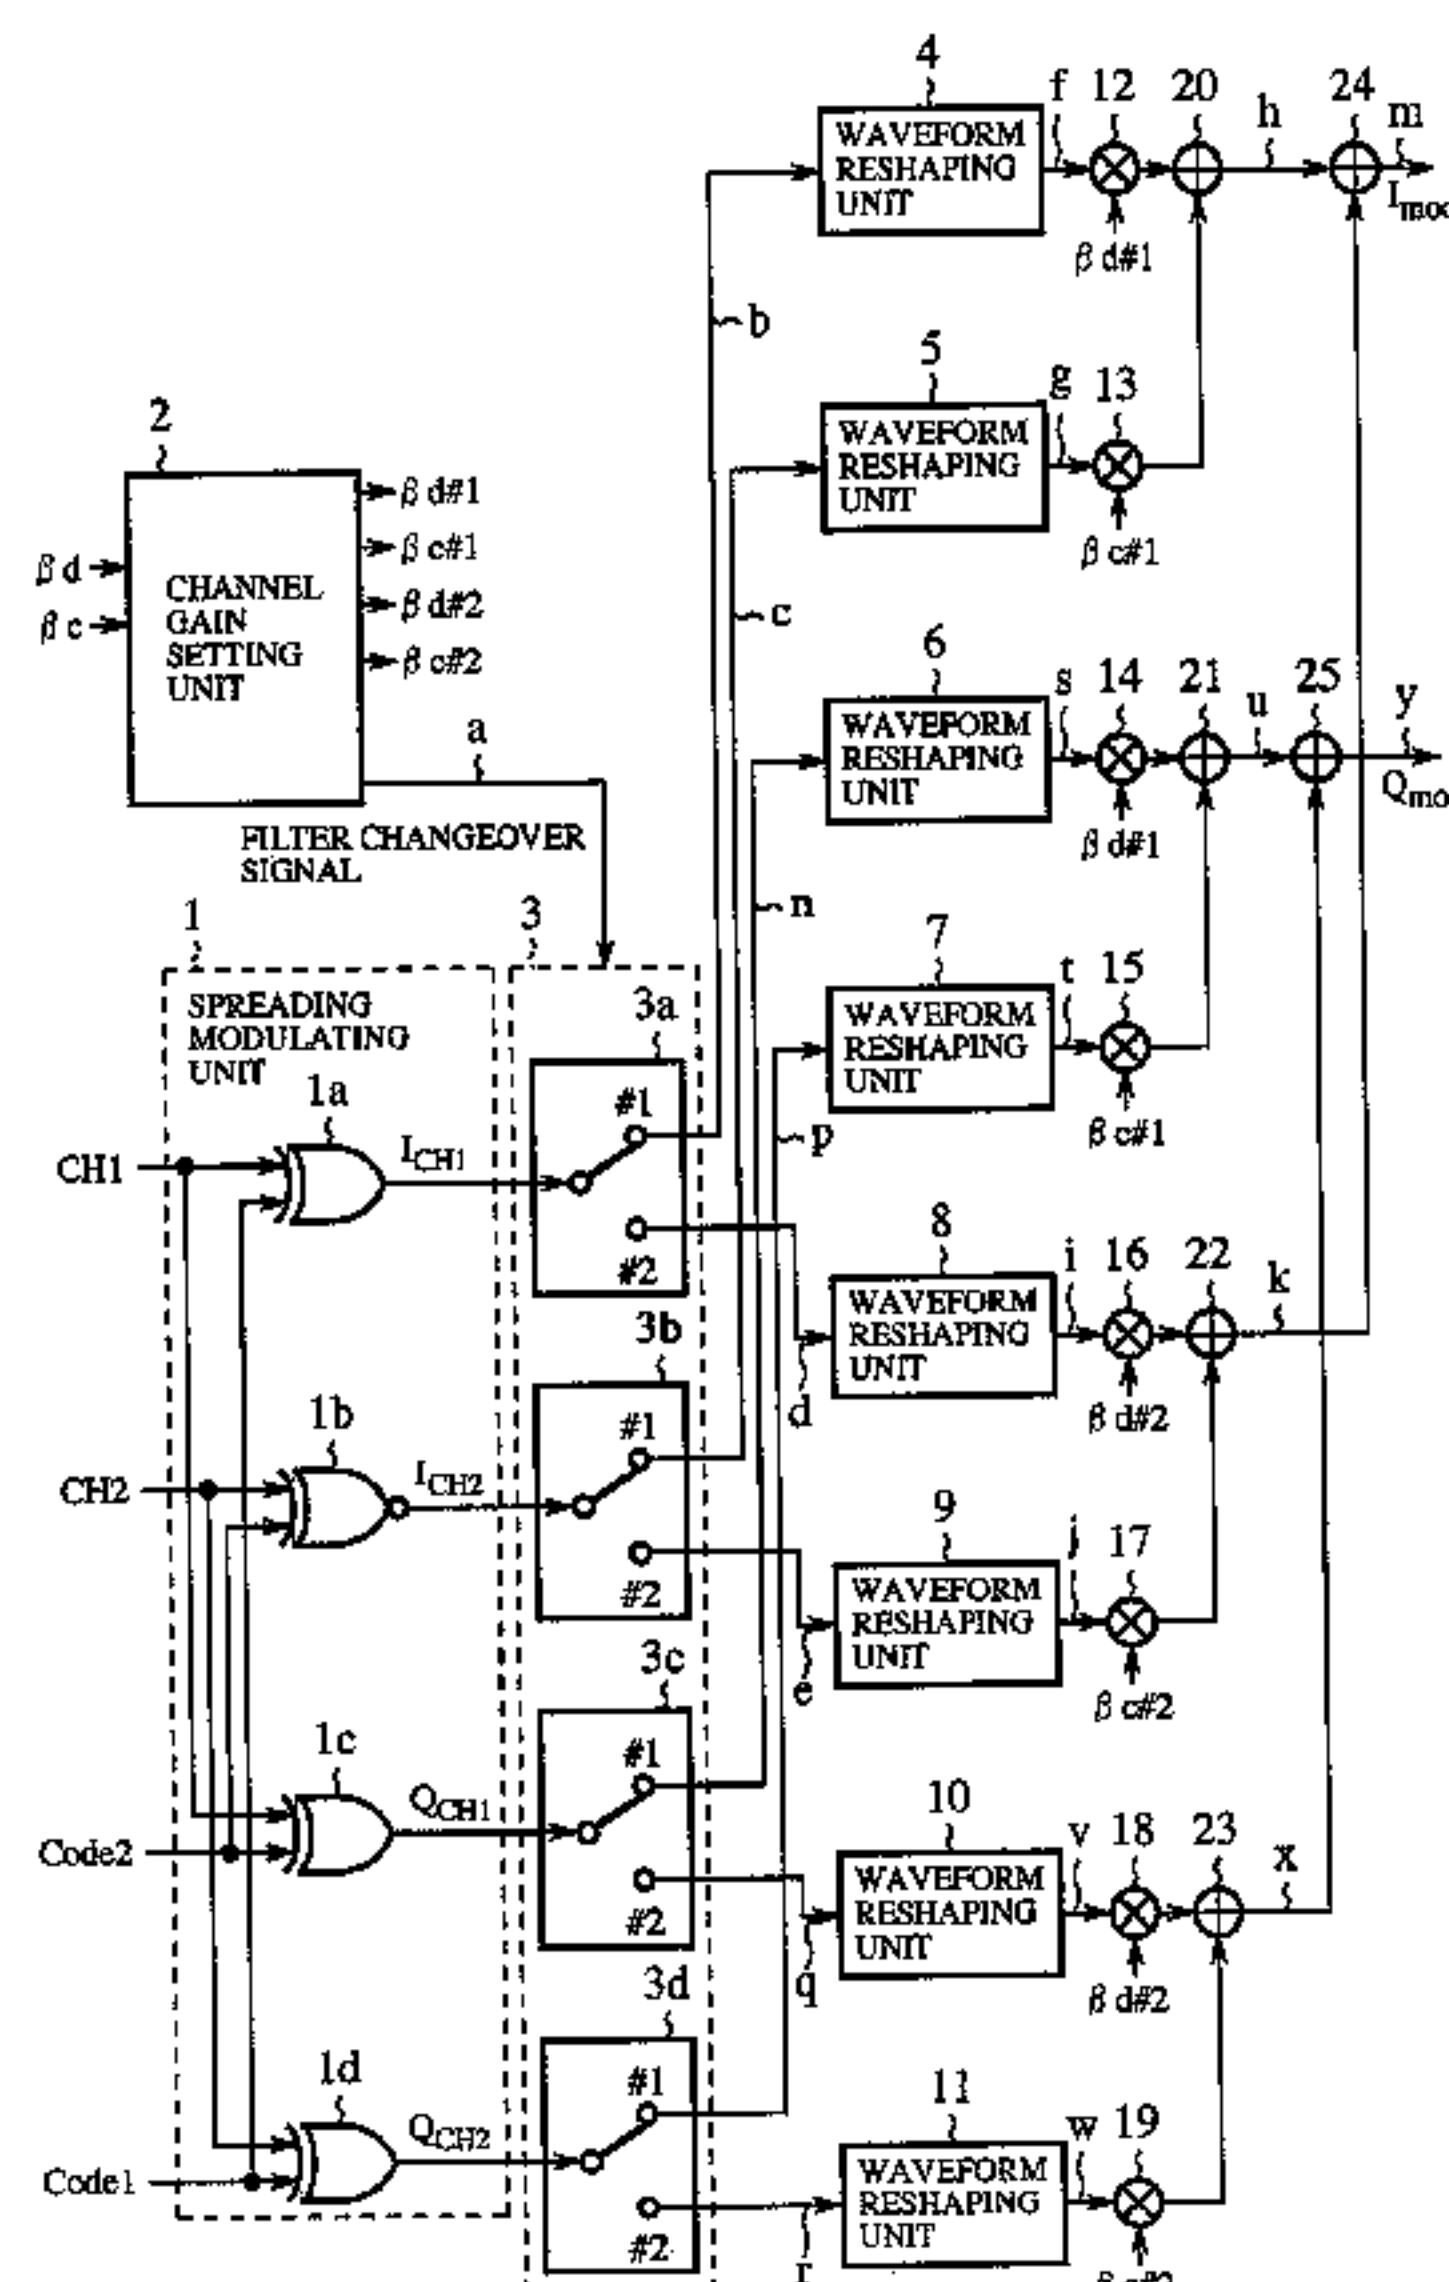 4
f
12
20
h
24
m
WAVEFORM
RESHAPING
UNIT
β d#1
b
5
g
13
WAVEFORM
RESHAPING
UNIT
β c#1
2
β d#1
β c#1
β d#2
β c#2
β d
β c
CHANNEL
GAIN
SETTING
UNIT
a
FILTER CHANGEOVER
SIGNAL
c
6
s
14
21
u
25
y
WAVEFORM
RESHAPING
UNIT
β d#1
n
7
t
15
WAVEFORM
RESHAPING
UNIT
β c#1
p
1
SPREADING
MODULATING
UNIT
3
3a
#1
#2
1a
CH1
I CH1
8
i
16
22
k
WAVEFORM
RESHAPING
UNIT
β d#2
d
3b
#1
#2
1b
CH2
I CH2
9
j
17
WAVEFORM
RESHAPING
UNIT
β c#2
e
3c
#1
#2
1c
Code2
Q CH1
10
v
18
23
x
WAVEFORM
RESHAPING
UNIT
β d#2
q
3d
#1
#2
1d
Code1
Q CH2
11
w
19
WAVEFORM
RESHAPING
UNIT
r